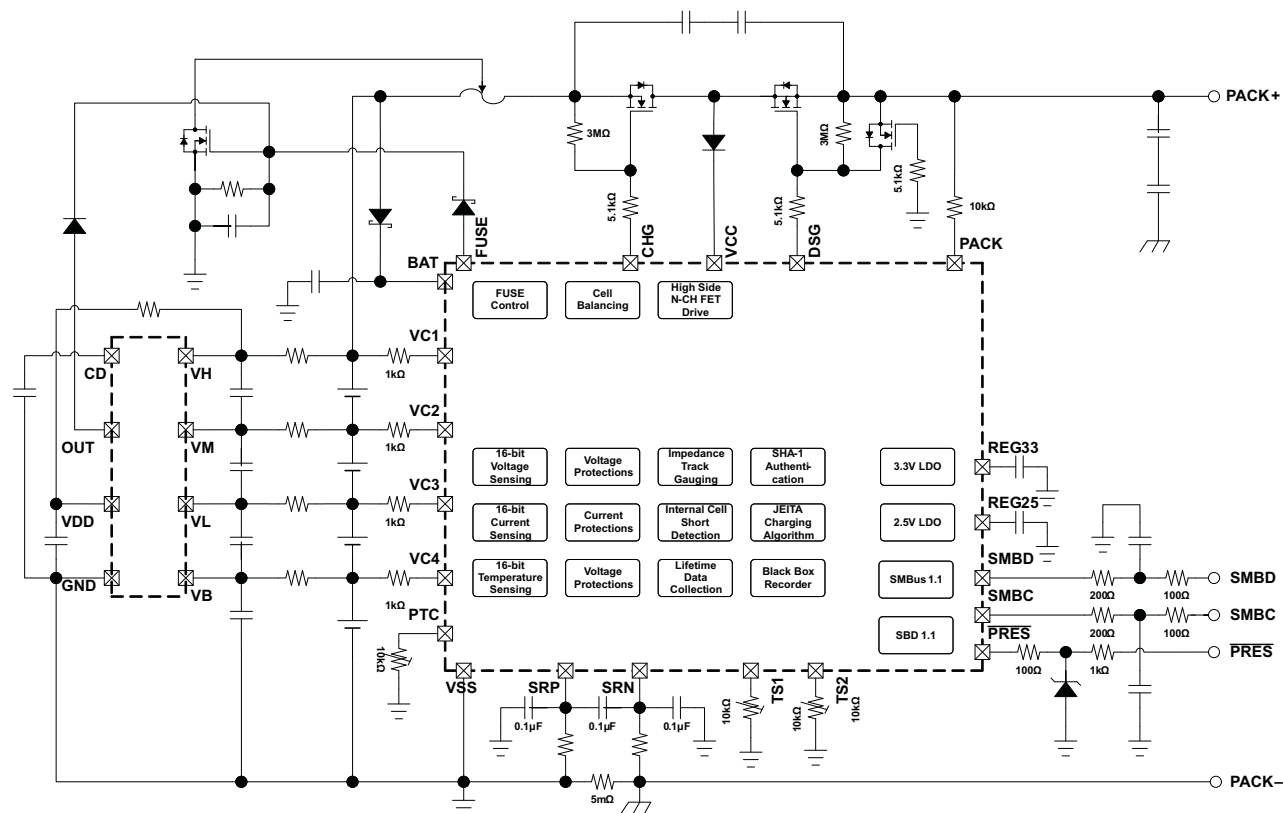 PACK+
3MΩ
3MΩ
5.1kΩ
5.1kΩ
5.1kΩ
10kΩ
FUSE
CHG
VCC
DSG
PACK
BAT
FUSE
Control
Cell
Balancing
High Side
N-CH FET
Drive
CD
VH
VC1
1kΩ
OUT
VM
VC2
1kΩ
VDD
VL
VC3
1kΩ
GND
VB
VC4
1kΩ
PTC
10kΩ
16-bit
Voltage
Sensing
Voltage
Protections
Impedance
Track
Gauging
SHA-1
Authenti-
cation
3.3V LDO
16-bit
Current
Sensing
Current
Protections
Internal Cell
Short
Detection
JEITA
Charging
Algorithm
2.5V LDO
16-bit
Temperature
Sensing
Voltage
Protections
Lifetime
Data
Collection
Black Box
Recorder
SMBus 1.1
SBD 1.1
REG33
REG25
SMBD
200Ω
100Ω
SMBD
SMBC
200Ω
100Ω
SMBC
PRES
100Ω
1kΩ
PRES
VSS
SRP
SRN
TS1
TS2
0.1µF
0.1µF
0.1µF
10kΩ
10kΩ
10kΩ
5mΩ
PACK–